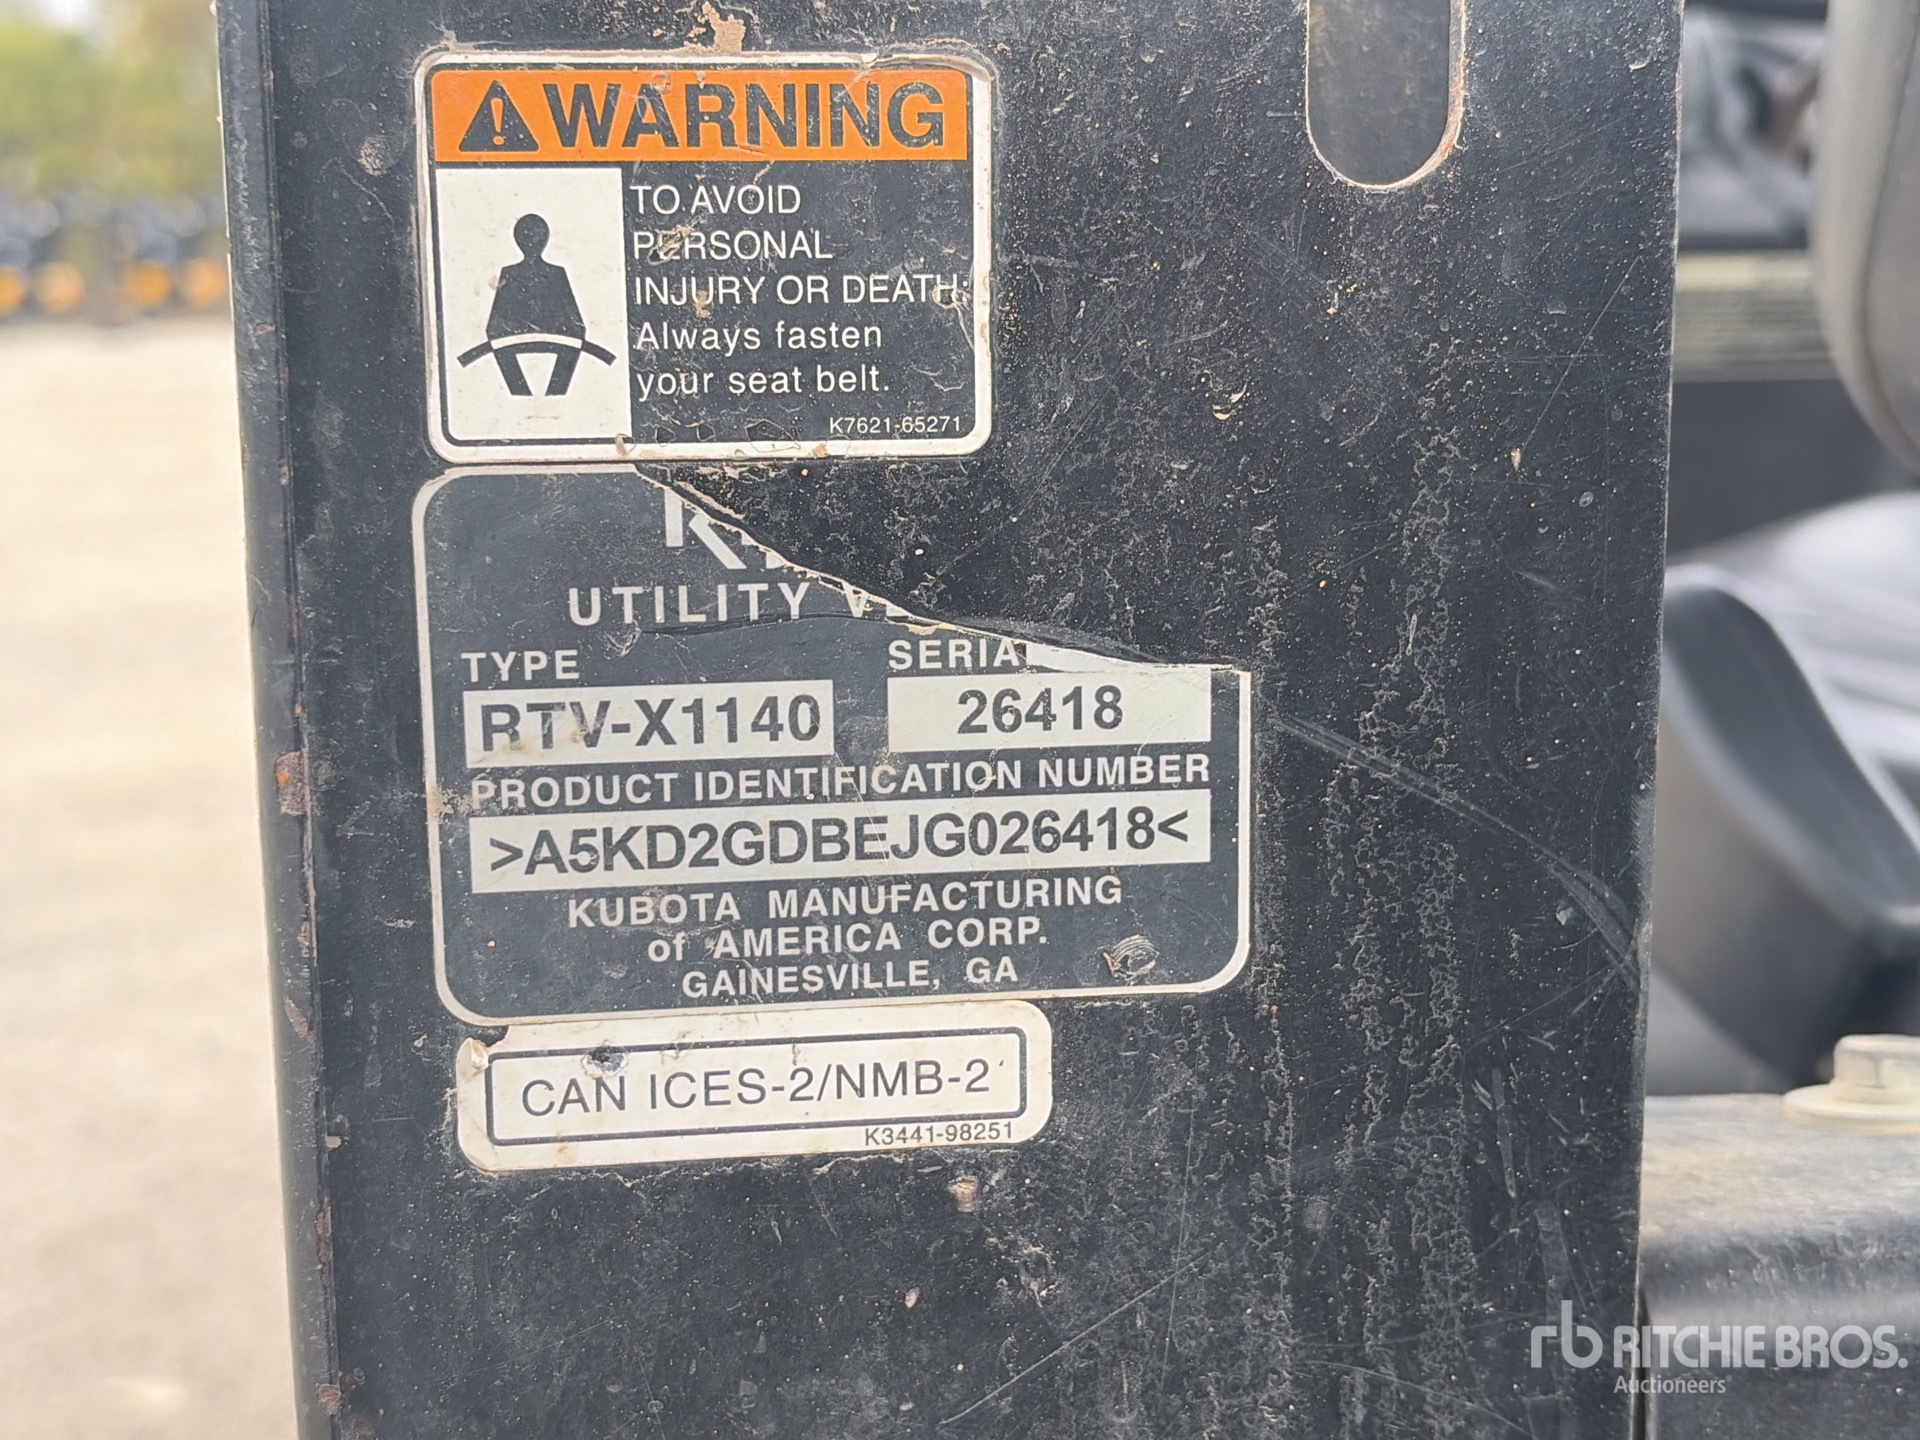 WARNING
TO AVOID
PERSONAL
INJURY OR DEATH:
Always fasten
your seat belt.
K7621-65271
UTILITY
TYPE
RTV-X1140
SERIA
26418
PRODUCT IDENTIFICATION NUMBER
>A5KD2GDBEJG026418<
KUBOTA MANUFACTURING
of AMERICA CORP.
GAINESVILLE, GA
CAN ICES-2/NMB-2
K3441-98251
rb RITCHIE BROS.
Auctioneers